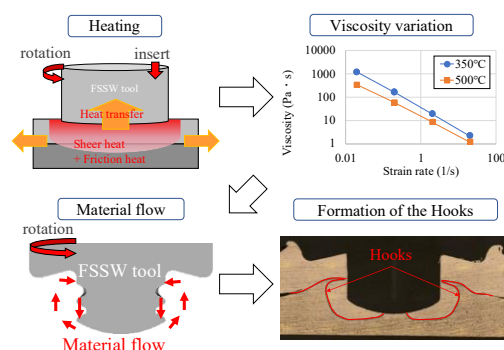 Heating
rotation
insert
FSSW tool
Heat transfer
Sheer heat
+ Friction heat
Viscosity variation
Viscosity (Pa・s)
10000
1000
100
10
1
0.01
1
100
Strain rate (1/s)
350℃
500℃
Material flow
rotation
FSSW tool
Material flow
Formation of the Hooks
Hooks